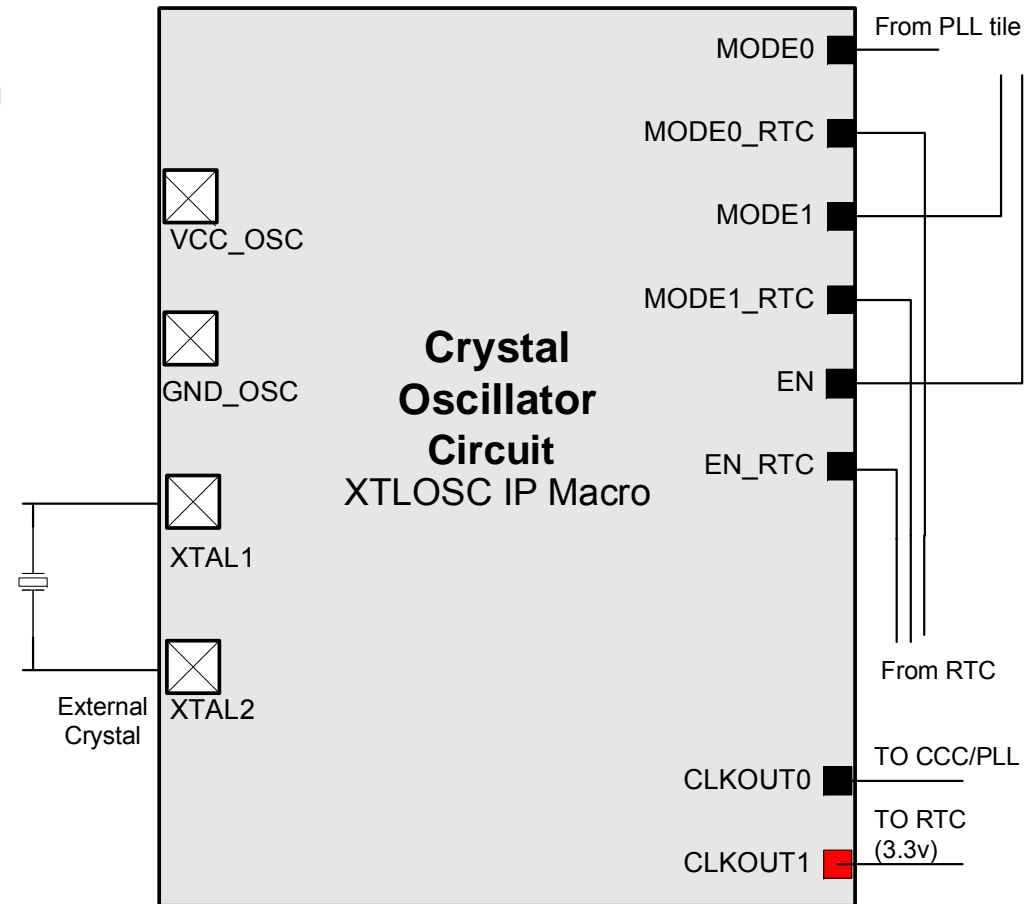 From PLL tile
MODE0
MODE0_RTC
MODE1
VCC_OSC
MODE1_RTC
Crystal
Oscillator
Circuit
XTLOSC IP Macro
GND_OSC
EN
EN_RTC
XTAL1
From RTC
External
Crystal
XTAL2
TO CCC/PLL
CLKOUT0
TO RTC
(3.3v)
CLKOUT1